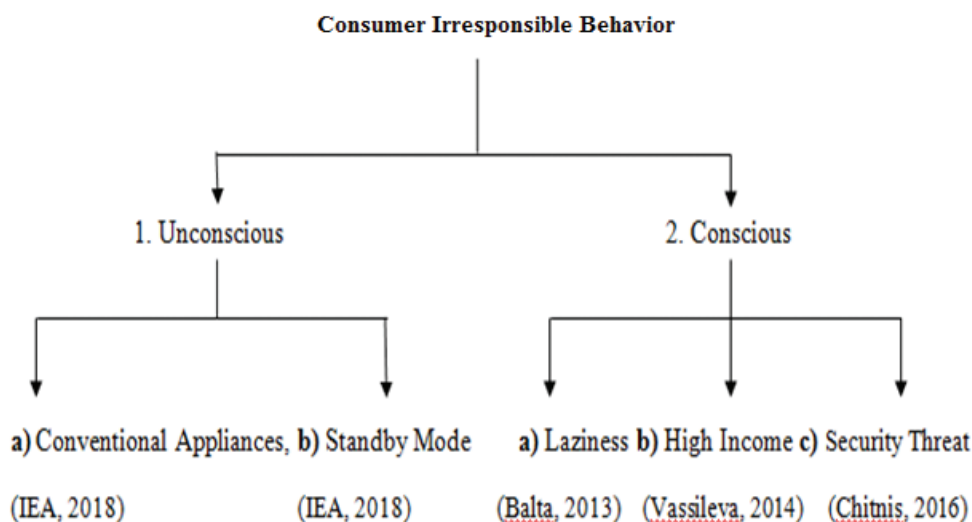 Consumer Irresponsible Behavior
1. Unconscious 2. Conscious
a) Conventional Appliances, b) Standby Mode a) Laziness b) High Income c) Security Threat
(IEA, 2018) (IEA, 2018) (Balta, 2013) (Vassileva, 2014) (Chitnis, 2016)